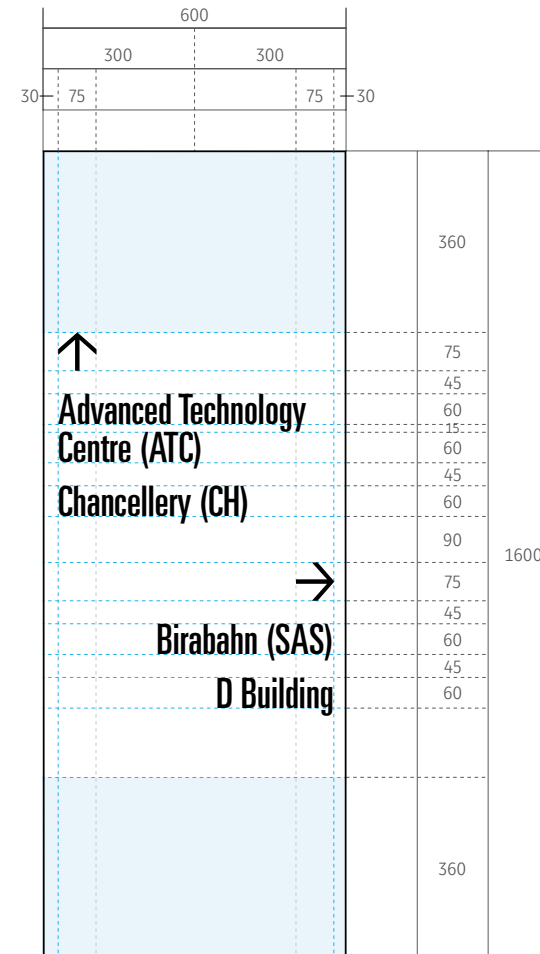 600
300 300
30 75 75 30
360
75
45
Advanced Technology 60
15
Centre (ATC) 60
45
Chancellery (CH) 60
90
1600
75
45
Birabahn (SAS) 60
45
D Building 60
360